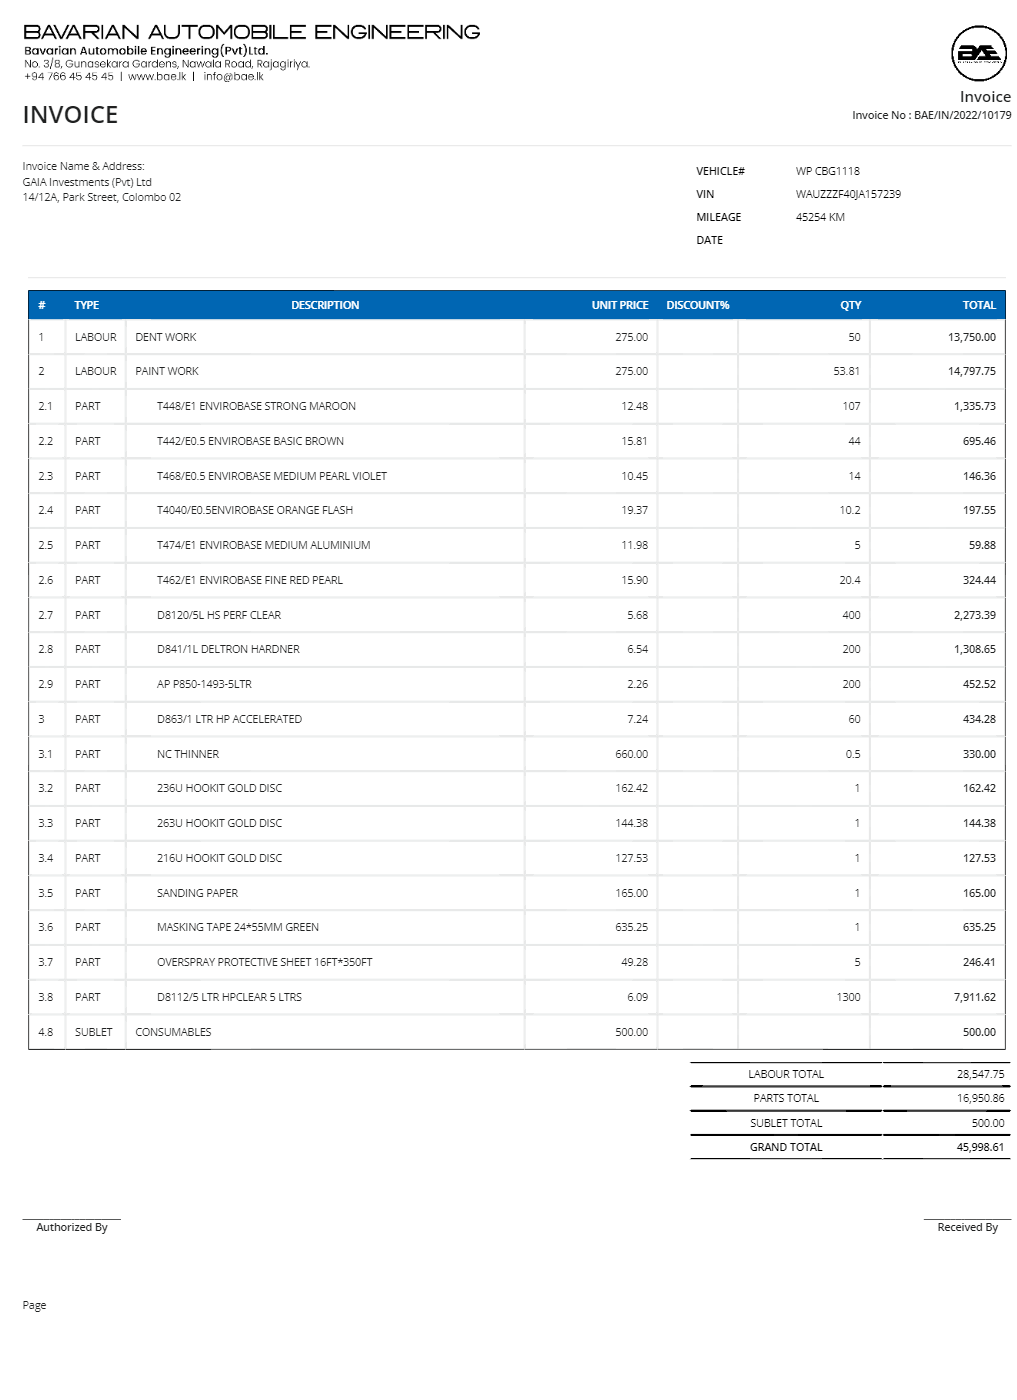 BAVARIAN AUTOMOBILE ENGINEERING
Bavarian Automobile Engineering(Pvt)Ltd.
No. 3/8, Gunasekara Gardens, Nawala Road, Rajagiriya.
+94 766 45 45 45 | www.bae.lk | info@bae.lk
BAE
INVOICE
Invoice
Invoice No : BAE/IN/2022/10179
Invoice Name & Address:
GAIA Investments (Pvt) Ltd
14/12A, Park Street, Colombo 02
VEHICLE# WP CBG1118
VIN WAUZZZF40JA157239
MILEAGE 45254 KM
DATE
# TYPE DESCRIPTION UNIT PRICE DISCOUNT% QTY TOTAL
1 LABOUR DENT WORK 275.00 50 13,750.00
2 LABOUR PAINT WORK 275.00 53.81 14,797.75
2.1 PART T448/E1 ENVIROBASE STRONG MAROON 12.48 107 1,335.73
2.2 PART T442/E0.5 ENVIROBASE BASIC BROWN 15.81 44 695.46
2.3 PART T468/E0.5 ENVIROBASE MEDIUM PEARL VIOLET 10.45 14 146.36
2.4 PART T4040/E0.5ENVIROBASE ORANGE FLASH 19.37 10.2 197.55
2.5 PART T474/E1 ENVIROBASE MEDIUM ALUMINIUM 11.98 5 59.88
2.6 PART T462/E1 ENVIROBASE FINE RED PEARL 15.90 20.4 324.44
2.7 PART D8120/5L HS PERF CLEAR 5.68 400 2,273.39
2.8 PART D841/1L DELTRON HARDNER 6.54 200 1,308.65
2.9 PART AP P850-1493-5LTR 2.26 200 452.52
3 PART D863/1 LTR HP ACCELERATED 7.24 60 434.28
3.1 PART NC THINNER 660.00 0.5 330.00
3.2 PART 236U HOOKIT GOLD DISC 162.42 1 162.42
3.3 PART 263U HOOKIT GOLD DISC 144.38 1 144.38
3.4 PART 216U HOOKIT GOLD DISC 127.53 1 127.53
3.5 PART SANDING PAPER 165.00 1 165.00
3.6 PART MASKING TAPE 24*55MM GREEN 635.25 1 635.25
3.7 PART OVERSPRAY PROTECTIVE SHEET 16FT*350FT 49.28 5 246.41
3.8 PART D8112/5 LTR HPCLEAR 5 LTRS 6.09 1300 7,911.62
4.8 SUBLET CONSUMABLES 500.00 500.00
LABOUR TOTAL 28,547.75
PARTS TOTAL 16,950.86
SUBLET TOTAL 500.00
GRAND TOTAL 45,998.61
Authorized By
Received By
Page